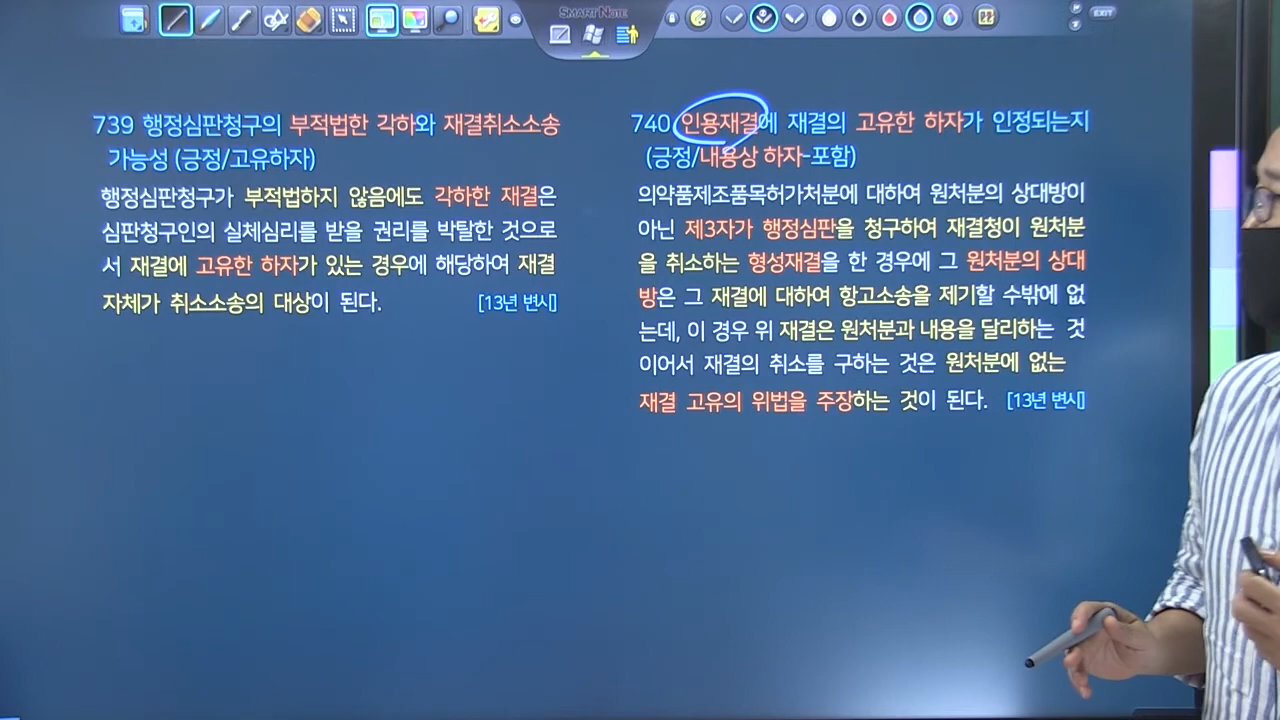 SMARTNOTE
EXIT
739 행정심판청구의 부적법한 각하와 재결취소소송
가능성 (긍정/고유하자)
행정심판청구가 부적법하지 않음에도 각하한 재결은
심판청구인의 실체심리를 받을 권리를 박탈한 것으로
서 재결에 고유한 하자가 있는 경우에 해당하여 재결
자체가 취소소송의 대상이 된다. [13년 변시]
740 인용재결에 재결의 고유한 하자가 인정되는지
(긍정/내용상 하자-포함)
의약품제조품목허가처분에 대하여 원처분의 상대방이
아닌 제3자가 행정심판을 청구하여 재결청이 원처분
을 취소하는 형성재결을 한 경우에 그 원처분의 상대
방은 그 재결에 대하여 항고소송을 제기할 수밖에 없
는데, 이 경우 위 재결은 원처분과 내용을 달리하는 것
이어서 재결의 취소를 구하는 것은 원처분에 없는
재결 고유의 위법을 주장하는 것이 된다. [13년 변시]